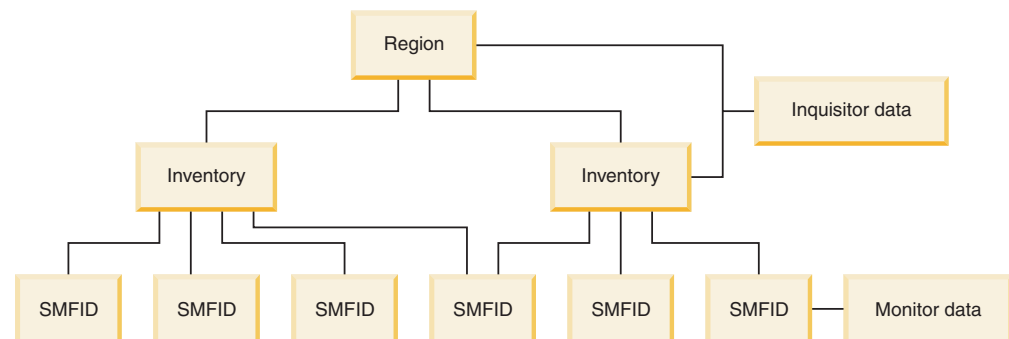 Region
Inquisitor data
Inventory
Inventory
SMFID
SMFID
SMFID
SMFID
SMFID
SMFID
Monitor data